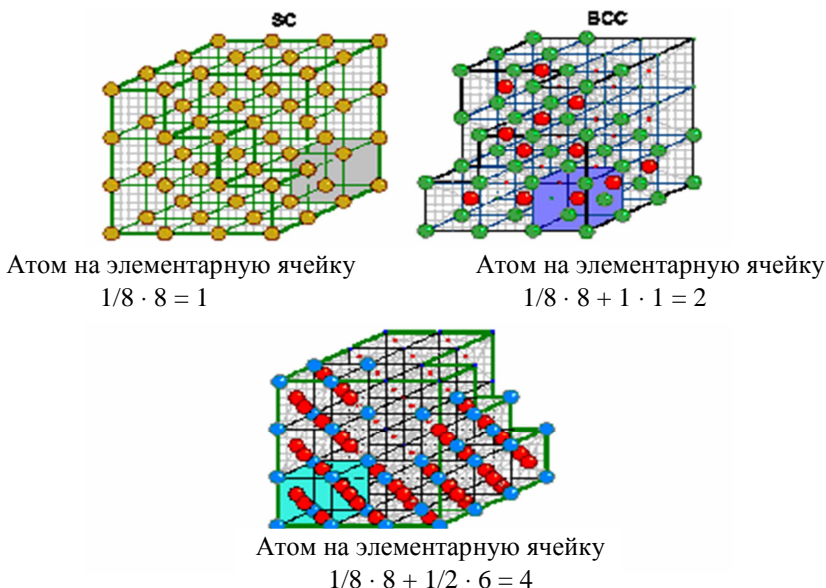 SC
BCC
Атом на элементарную ячейку
1/8 · 8 = 1
Атом на элементарную ячейку
1/8 · 8 + 1 · 1 = 2
Атом на элементарную ячейку
1/8 · 8 + 1/2 · 6 = 4